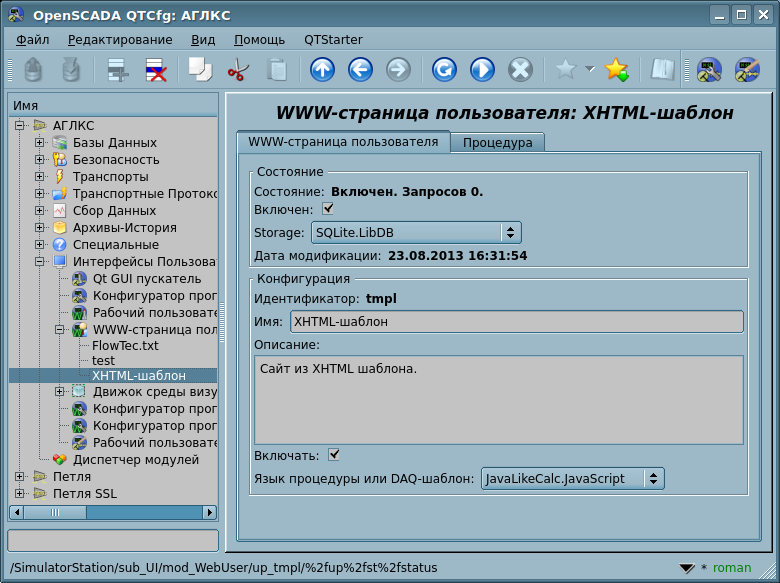 OpenSCADA QTCfg: АГЛКС
Файл Редактирование Вид Помощь QTStarter
Имя
АГЛКС
Базы Данных
Безопасность
Транспорты
Транспортные Протоко
Сбор Данных
Архивы-История
Специальные
Интерфейсы Пользова
Qt GUI пускатель
Конфигуратор прог
Рабочий пользовате
WWW-страница пол
FlowTec.txt
test
XHTML-шаблон
Движок среды визу
Конфигуратор прог
Конфигуратор прог
Рабочий пользовате
Диспетчер модулей
Петля
Петля SSL
WWW-страница пользователя: XHTML-шаблон
WWW-страница пользователя Процедура
Состояние
Состояние: Включен. Запросов 0.
Включен:
Storage: SQLite.LibDB
Дата модификации: 23.08.2013 16:31:54
Конфигурация
Идентификатор: tmpl
Имя: XHTML-шаблон
Описание:
Сайт из XHTML шаблона.
Включать:
Язык процедуры или DAQ-шаблон: JavaLikeCalc.JavaScript
/SimulatorStation/sub_UI/mod_WebUser/up_tmpl/%2fup%2fst%2fstatus
* roman